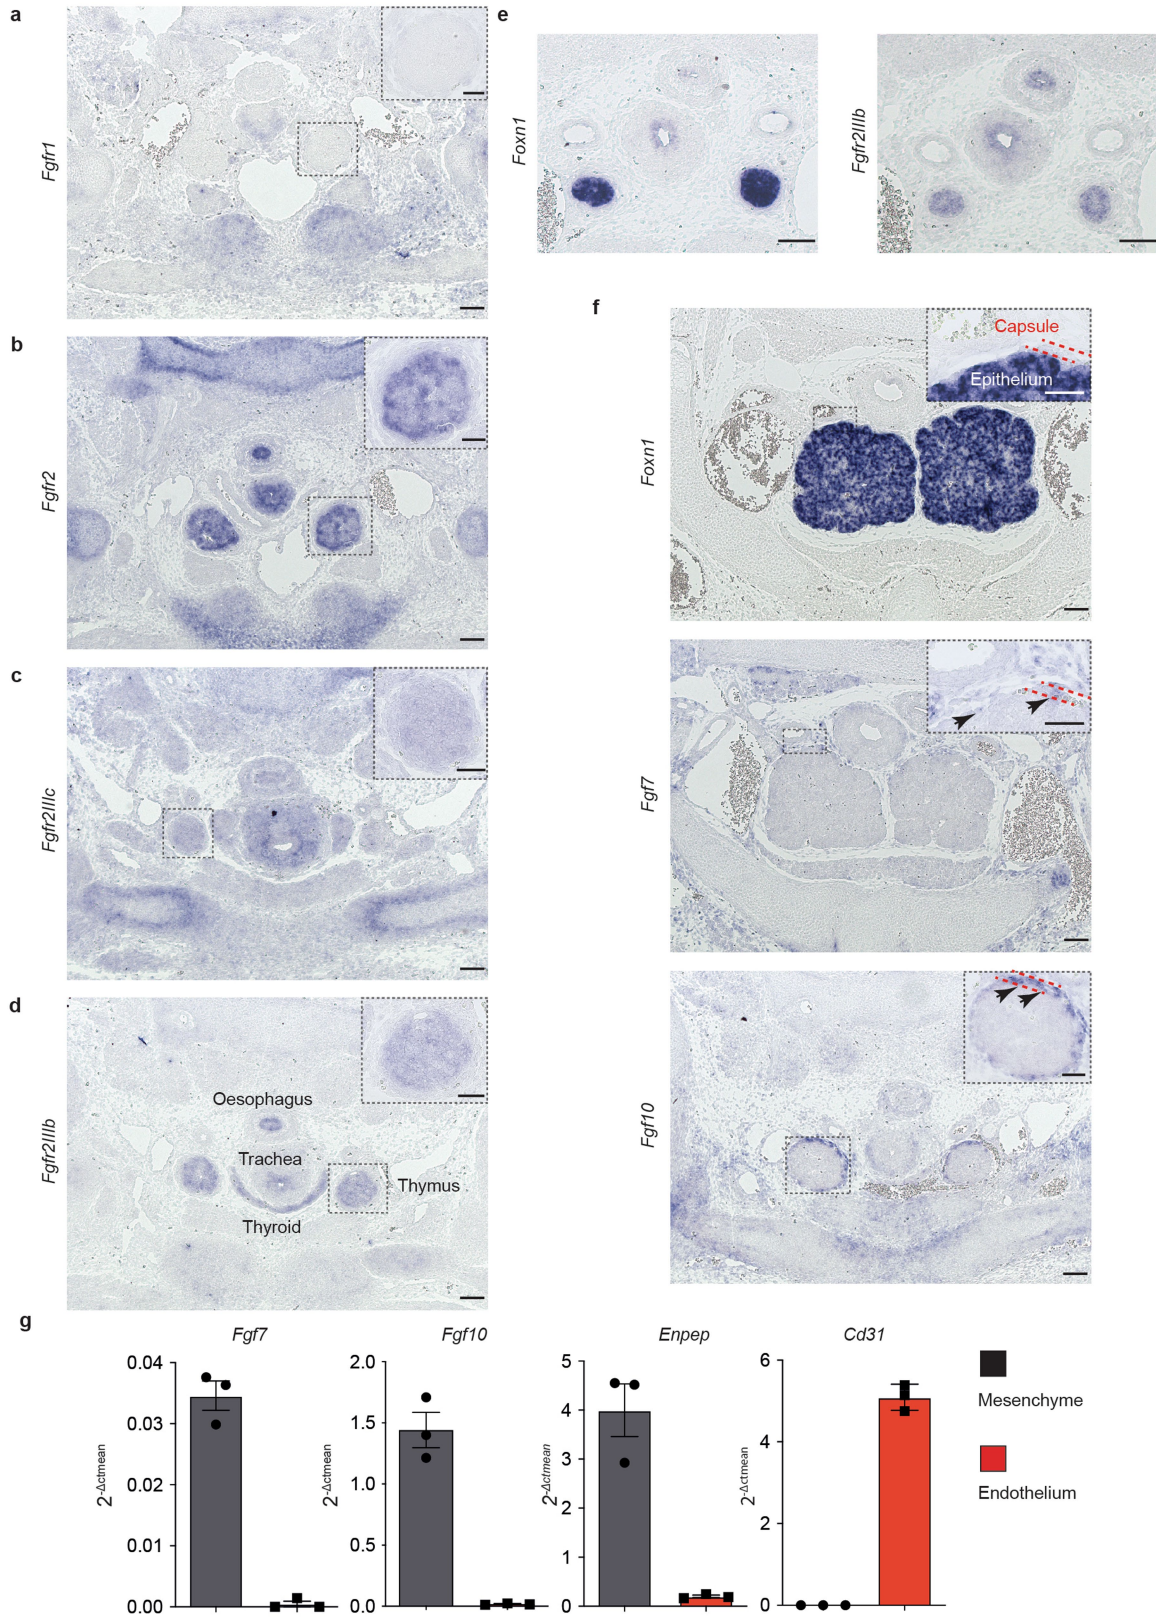 a
Fgfr1
b
Fgfr2
c
Fgfr2IIIc
d
Fgfr2IIIb
Oesophagus
Trachea
Thymus
Thyroid
e
Foxn1
Fgfr2IIIb
f
Foxn1
Capsule
Epithelium
Fgf7
Fgf10
g
Fgf7
2-Δctmean
0.04
0.03
0.02
0.01
0.00
Fgf10
2-Δctmean
2.0
1.5
1.0
0.5
0.0
Enpep
2-Δctmean
5
4
3
2
1
0
Cd31
2-Δctmean
6
4
2
0
Mesenchyme
Endothelium